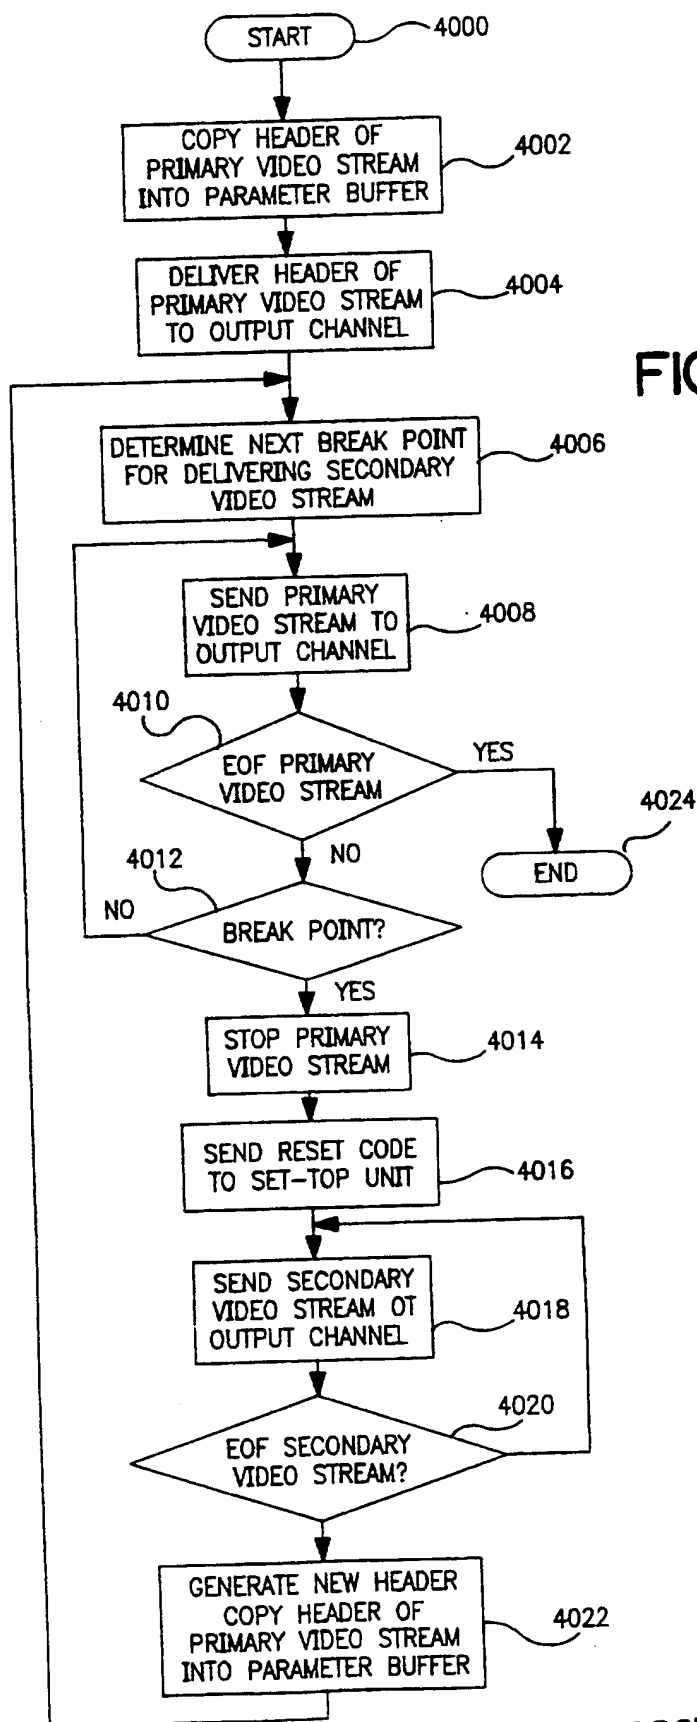 START
4000
COPY HEADER OF
PRIMARY VIDEO STREAM
INTO PARAMETER BUFFER
4002
DELIVER HEADER OF
PRIMARY VIDEO STREAM
TO OUTPUT CHANNEL
4004
DETERMINE NEXT BREAK POINT
FOR DELIVERING SECONDARY
VIDEO STREAM
4006
SEND PRIMARY
VIDEO STREAM TO
OUTPUT CHANNEL
4008
4010
EOF PRIMARY
VIDEO STREAM
YES
4024
END
NO
4012
NO
BREAK POINT?
YES
STOP PRIMARY
VIDEO STREAM
4014
SEND RESET CODE
TO SET-TOP UNIT
4016
SEND SECONDARY
VIDEO STREAM OT
OUTPUT CHANNEL
4018
4020
EOF SECONDARY
VIDEO STREAM?
GENERATE NEW HEADER
COPY HEADER OF
PRIMARY VIDEO STREAM
INTO PARAMETER BUFFER
4022